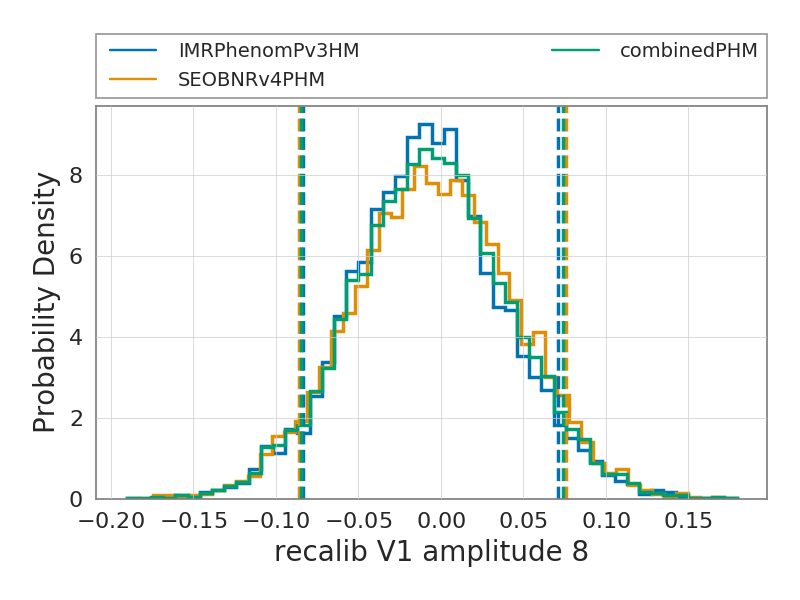 IMRPhenomPv3HM
SEOBNRv4PHM
combinedPHM
Probability Density
8
6
4
2
0
−0.20 −0.15 −0.10 −0.05 0.00 0.05 0.10 0.15
recalib V1 amplitude 8